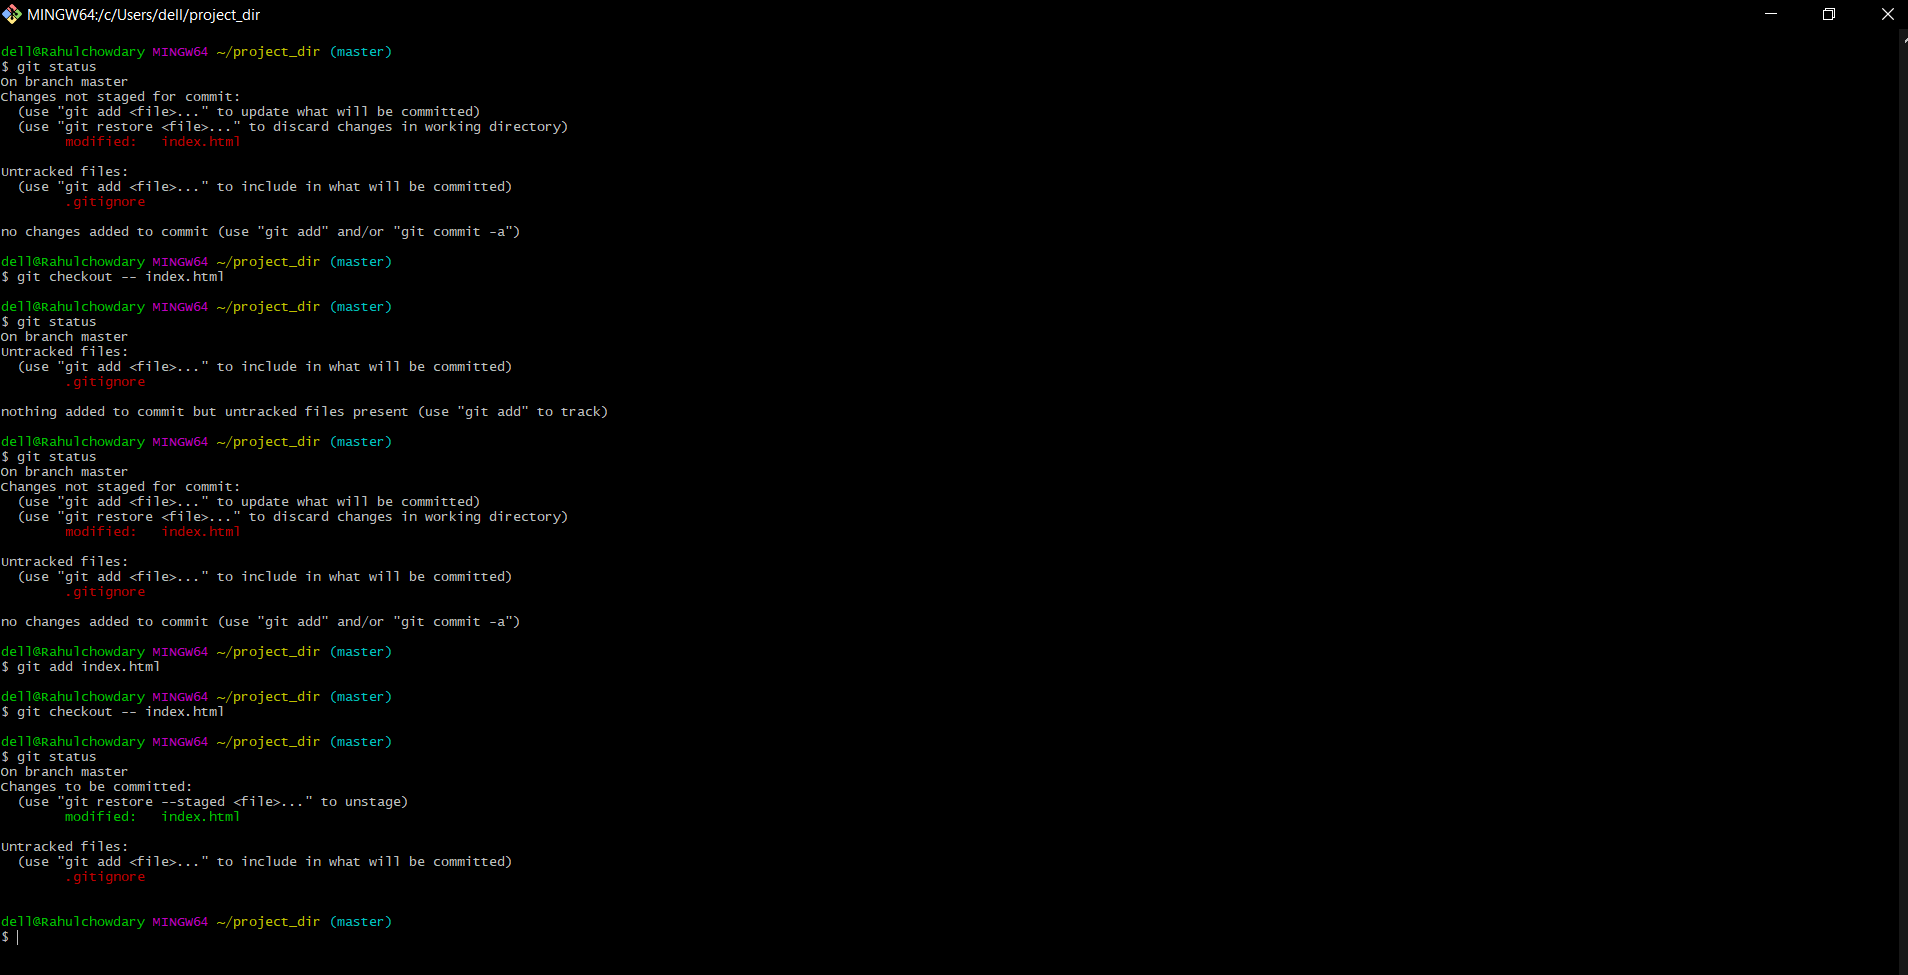 MINGW64:/c/Users/dell/project_dir
dell@Rahulchowdary MINGW64 ~/project_dir (master)
$ git status
On branch master
Changes not staged for commit:
  (use "git add <file>..." to update what will be committed)
  (use "git restore <file>..." to discard changes in working directory)
        modified:   index.html

Untracked files:
  (use "git add <file>..." to include in what will be committed)
        .gitignore

no changes added to commit (use "git add" and/or "git commit -a")

dell@Rahulchowdary MINGW64 ~/project_dir (master)
$ git checkout -- index.html

dell@Rahulchowdary MINGW64 ~/project_dir (master)
$ git status
On branch master
Untracked files:
  (use "git add <file>..." to include in what will be committed)
        .gitignore

nothing added to commit but untracked files present (use "git add" to track)

dell@Rahulchowdary MINGW64 ~/project_dir (master)
$ git status
On branch master
Changes not staged for commit:
  (use "git add <file>..." to update what will be committed)
  (use "git restore <file>..." to discard changes in working directory)
        modified:   index.html

Untracked files:
  (use "git add <file>..." to include in what will be committed)
        .gitignore

no changes added to commit (use "git add" and/or "git commit -a")

dell@Rahulchowdary MINGW64 ~/project_dir (master)
$ git add index.html

dell@Rahulchowdary MINGW64 ~/project_dir (master)
$ git checkout -- index.html

dell@Rahulchowdary MINGW64 ~/project_dir (master)
$ git status
On branch master
Changes to be committed:
  (use "git restore --staged <file>..." to unstage)
        modified:   index.html

Untracked files:
  (use "git add <file>..." to include in what will be committed)
        .gitignore

dell@Rahulchowdary MINGW64 ~/project_dir (master)
$